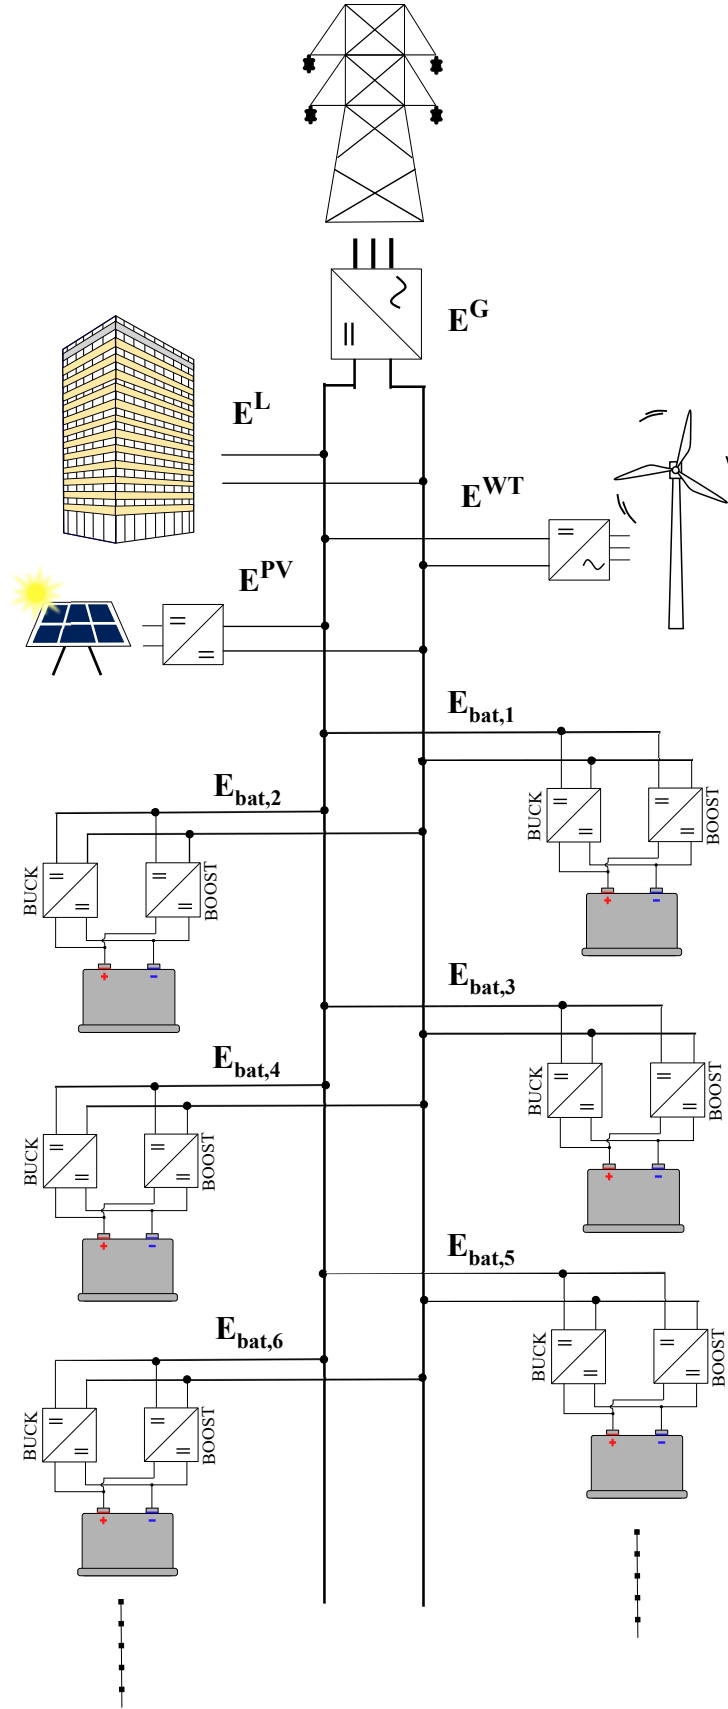 E^G
E^L
E^WT
E^PV
E_bat,1
BUCK
BOOST
+ -
E_bat,2
BUCK
BOOST
+ -
E_bat,3
BUCK
BOOST
+ -
E_bat,4
BUCK
BOOST
+ -
E_bat,5
BUCK
BOOST
+ -
E_bat,6
BUCK
BOOST
+ -